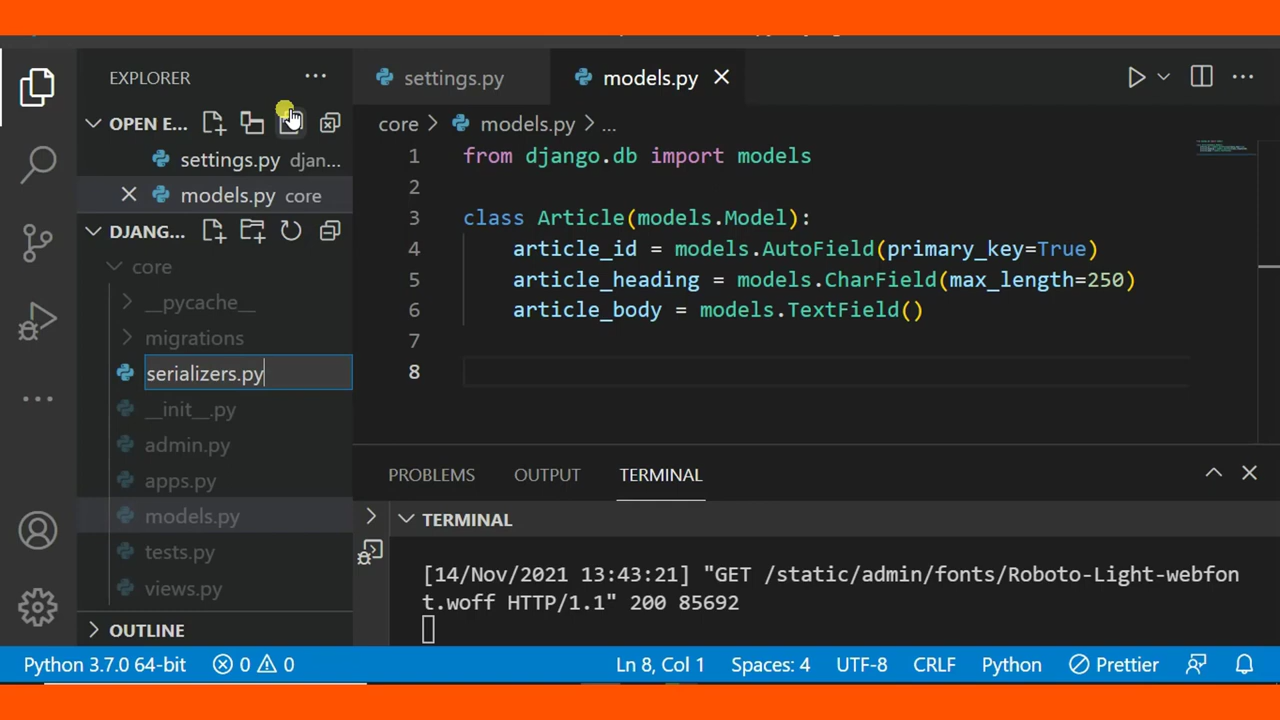 EXPLORER
OPEN E...
settings.py djan...
models.py core
DJANG...
core
__pycache__
migrations
serializers.py
__init__.py
admin.py
apps.py
models.py
tests.py
views.py
OUTLINE
settings.py
models.py
core > models.py > ...
1 from django.db import models
2
3 class Article(models.Model):
4 article_id = models.AutoField(primary_key=True)
5 article_heading = models.CharField(max_length=250)
6 article_body = models.TextField()
7
8
PROBLEMS OUTPUT TERMINAL
TERMINAL
[14/Nov/2021 13:43:21] "GET /static/admin/fonts/Roboto-Light-webfon
t.woff HTTP/1.1" 200 85692
Python 3.7.0 64-bit 0 0 Ln 8, Col 1 Spaces: 4 UTF-8 CRLF Python Prettier